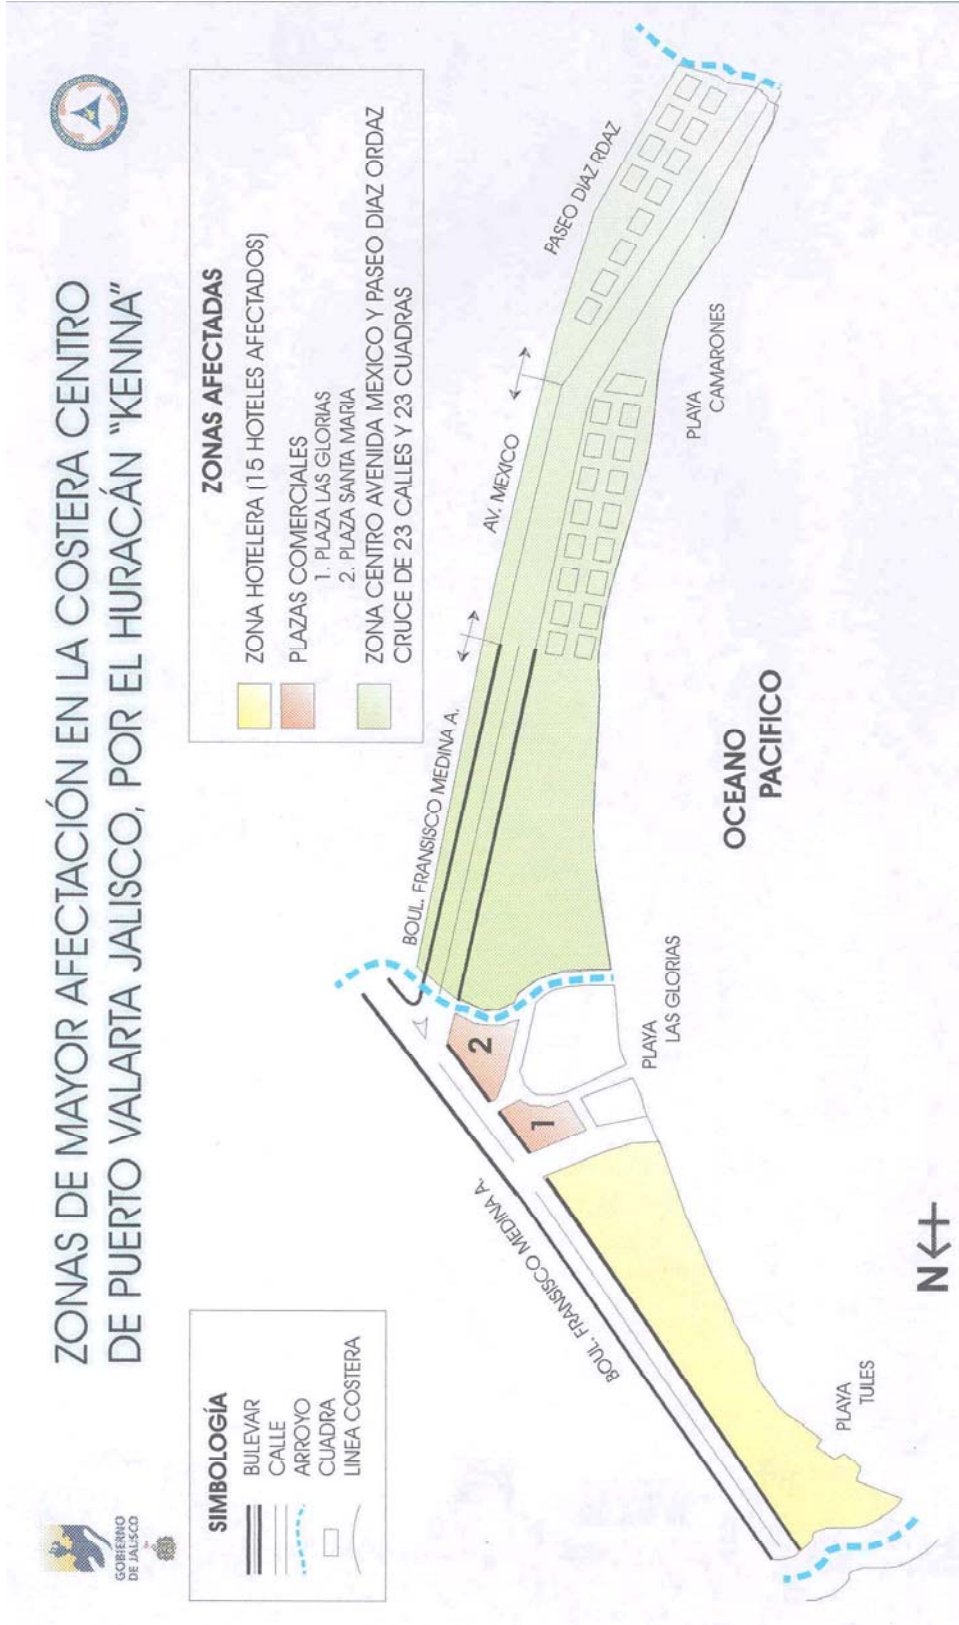 ZONAS DE MAYOR AFECTACIÓN EN LA COSTERA CENTRO
DE PUERTO VALARTA JALISCO, POR EL HURACÁN "KENNA"
GOBIERNO
DE JALISCO
SIMBOLOGÍA
BULEVAR
CALLE
ARROYO
CUADRA
LINEA COSTERA
ZONAS AFECTADAS
ZONA HOTELERA (15 HOTELES AFECTADOS)
PLAZAS COMERCIALES
1. PLAZA LAS GLORIAS
2. PLAZA SANTA MARIA
ZONA CENTRO AVENIDA MEXICO Y PASEO DIAZ ORDAZ
CRUCE DE 23 CALLES Y 23 CUADRAS
BOUL. FRANSISCO MEDINA A.
BOUL. FRANSISCO MEDINA A.
AV. MEXICO
PASEO DIAZ RDAZ
1
2
PLAYA
TULES
PLAYA
LAS GLORIAS
PLAYA
CAMARONES
OCEANO
PACIFICO
N